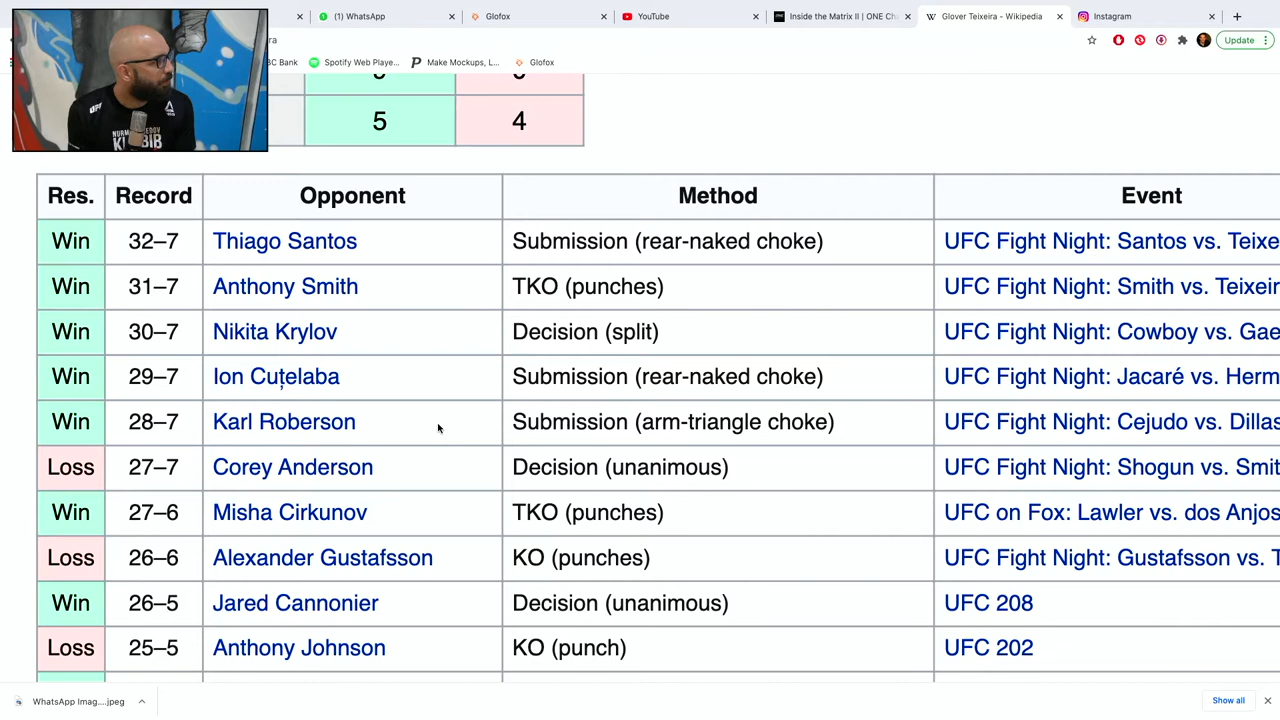 (1) WhatsApp
Glofox
YouTube
Inside the Matrix II | ONE Ch
Glover Teixeira - Wikipedia
Instagram
ra
Update
BC Bank
Spotify Web Playe...
Make Mockups, L...
Glofox
5 4
Res. Record Opponent Method Event
Win 32–7 Thiago Santos Submission (rear-naked choke) UFC Fight Night: Santos vs. Teixe
Win 31–7 Anthony Smith TKO (punches) UFC Fight Night: Smith vs. Teixeir
Win 30–7 Nikita Krylov Decision (split) UFC Fight Night: Cowboy vs. Gae
Win 29–7 Ion Cuțelaba Submission (rear-naked choke) UFC Fight Night: Jacaré vs. Herm
Win 28–7 Karl Roberson Submission (arm-triangle choke) UFC Fight Night: Cejudo vs. Dillas
Loss 27–7 Corey Anderson Decision (unanimous) UFC Fight Night: Shogun vs. Smit
Win 27–6 Misha Cirkunov TKO (punches) UFC on Fox: Lawler vs. dos Anjos
Loss 26–6 Alexander Gustafsson KO (punches) UFC Fight Night: Gustafsson vs. T
Win 26–5 Jared Cannonier Decision (unanimous) UFC 208
Loss 25–5 Anthony Johnson KO (punch) UFC 202
WhatsApp Imag....jpeg
Show all